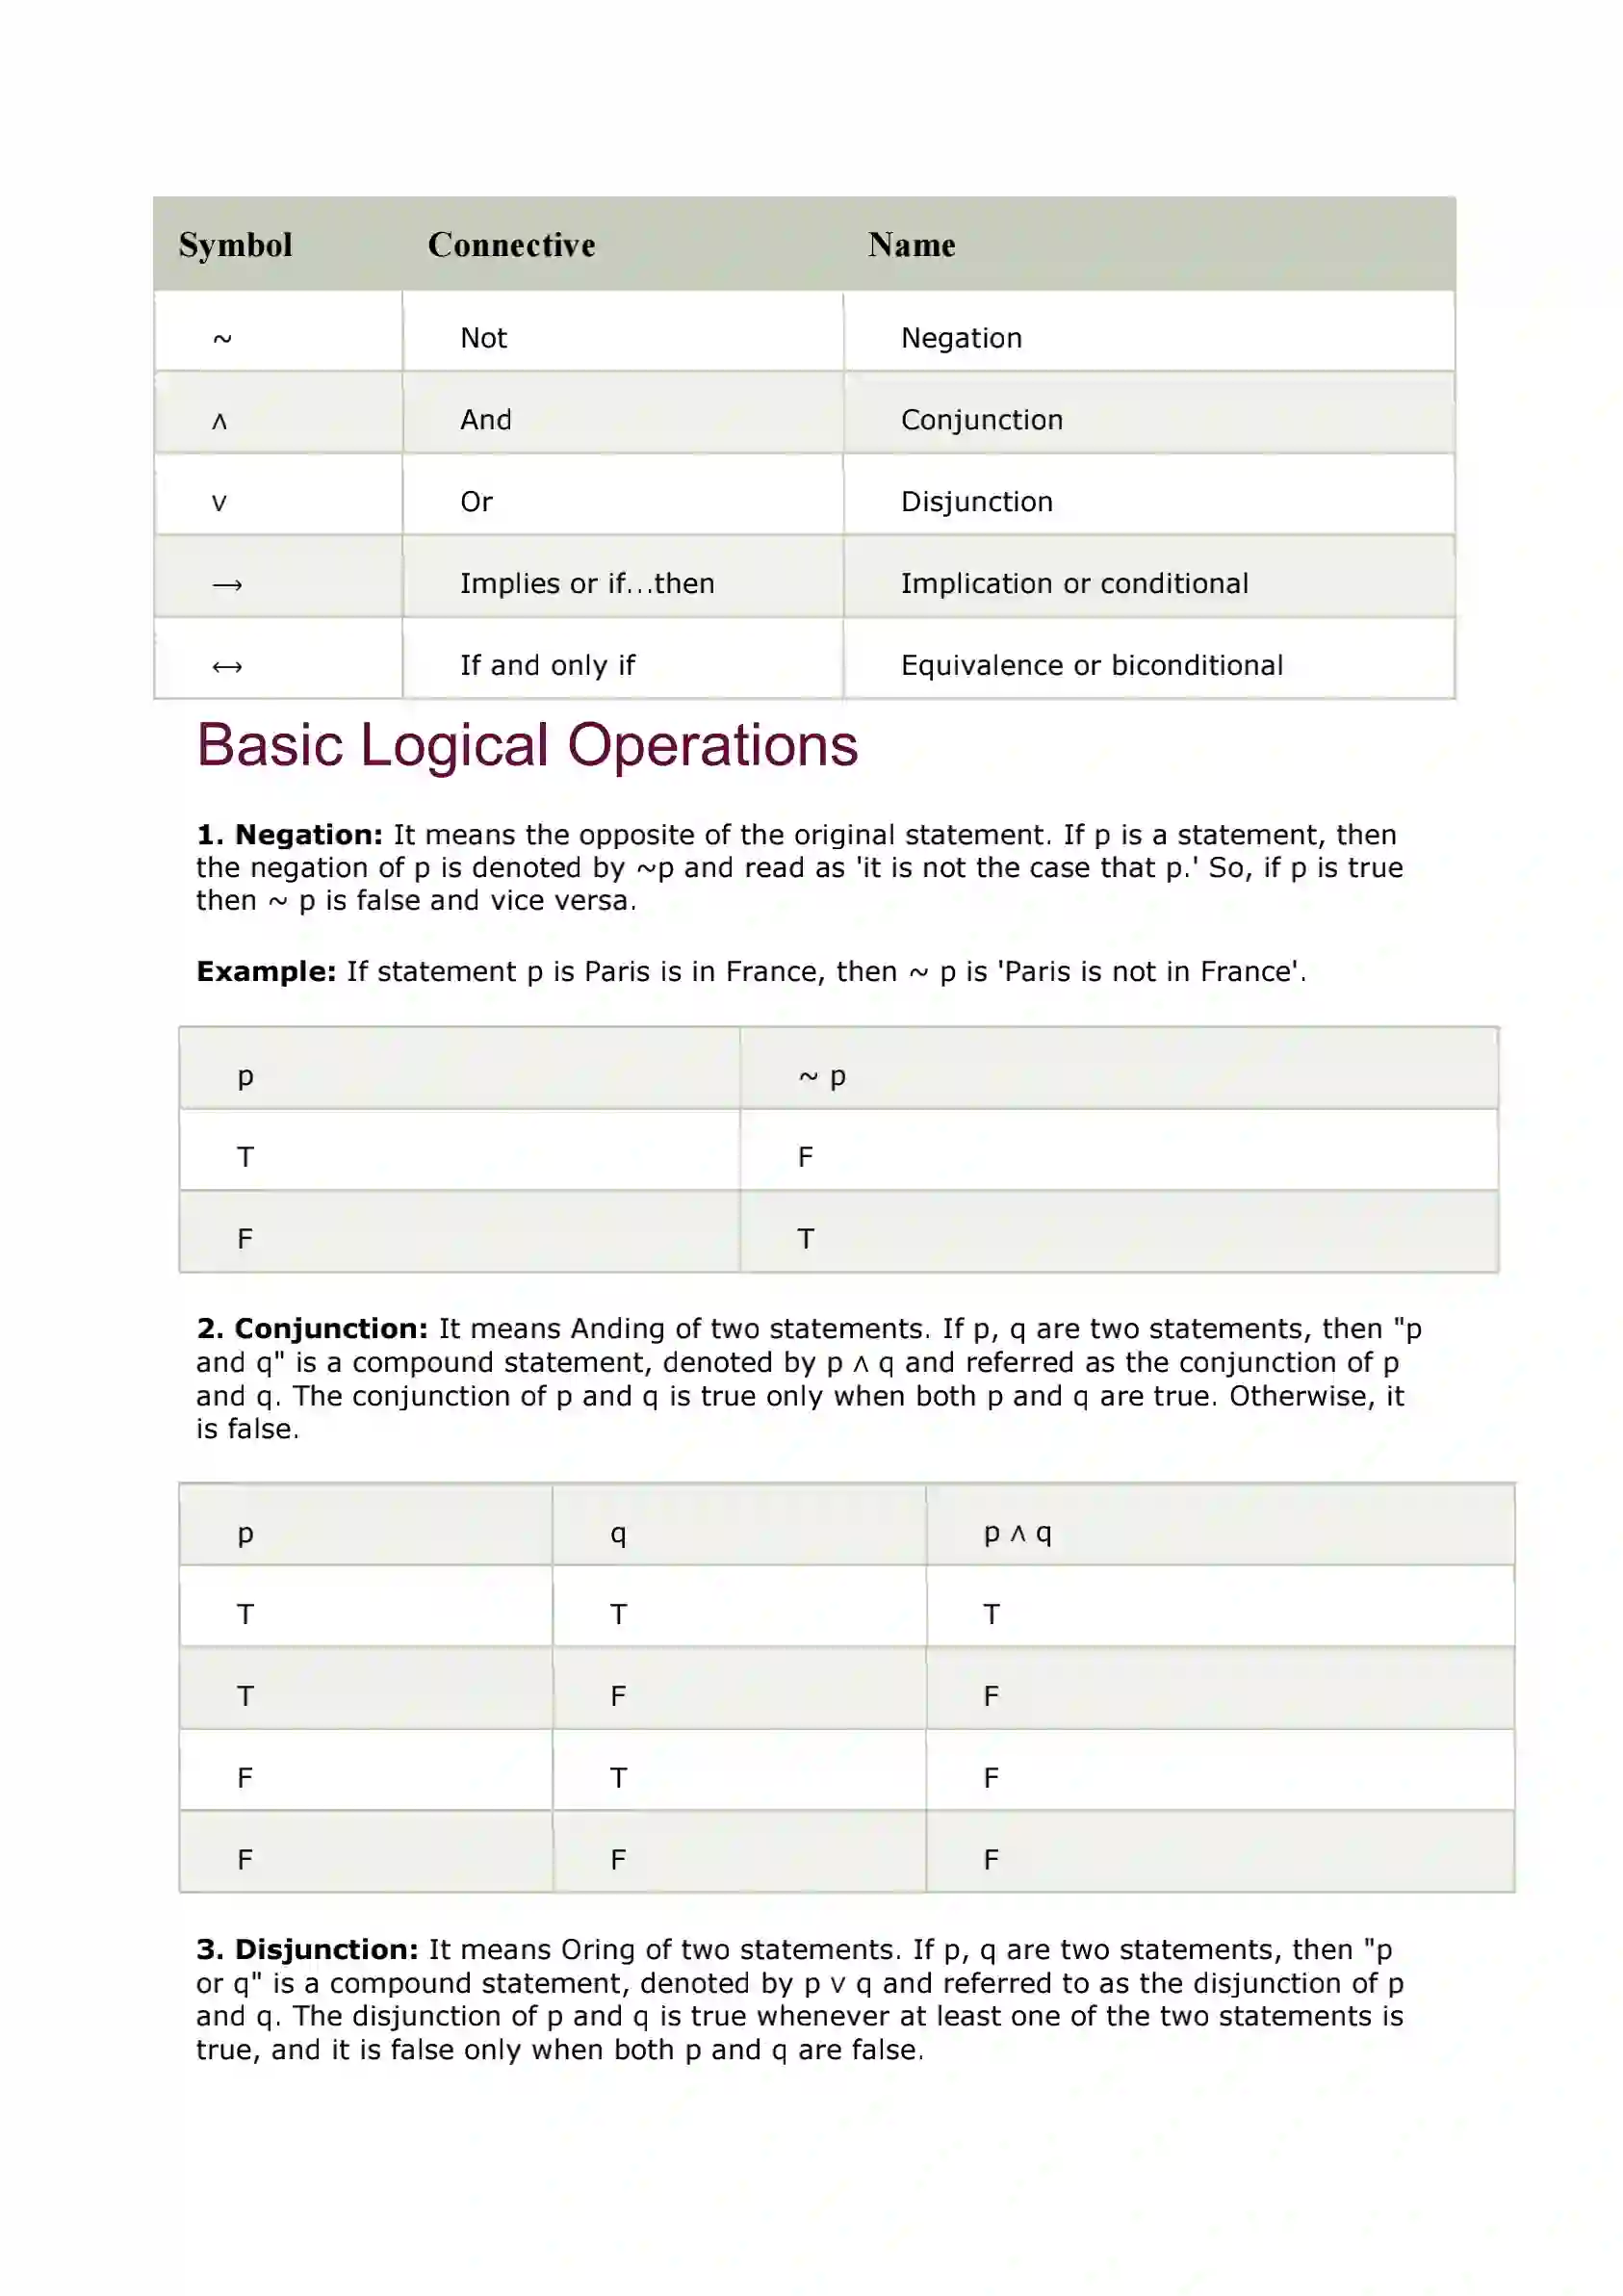 Symbol Connective Name
~ Not Negation
∧ And Conjunction
∨ Or Disjunction
⟶ Implies or if...then Implication or conditional
⟷ If and only if Equivalence or biconditional
Basic Logical Operations
1. Negation: It means the opposite of the original statement. If p is a statement, then
the negation of p is denoted by ~p and read as 'it is not the case that p.' So, if p is true
then ~ p is false and vice versa.
Example: If statement p is Paris is in France, then ~ p is 'Paris is not in France'.
p ~ p
T F
F T
2. Conjunction: It means Anding of two statements. If p, q are two statements, then "p
and q" is a compound statement, denoted by p ∧ q and referred as the conjunction of p
and q. The conjunction of p and q is true only when both p and q are true. Otherwise, it
is false.
p q p ∧ q
T T T
T F F
F T F
F F F
3. Disjunction: It means Oring of two statements. If p, q are two statements, then "p
or q" is a compound statement, denoted by p ∨ q and referred to as the disjunction of p
and q. The disjunction of p and q is true whenever at least one of the two statements is
true, and it is false only when both p and q are false.